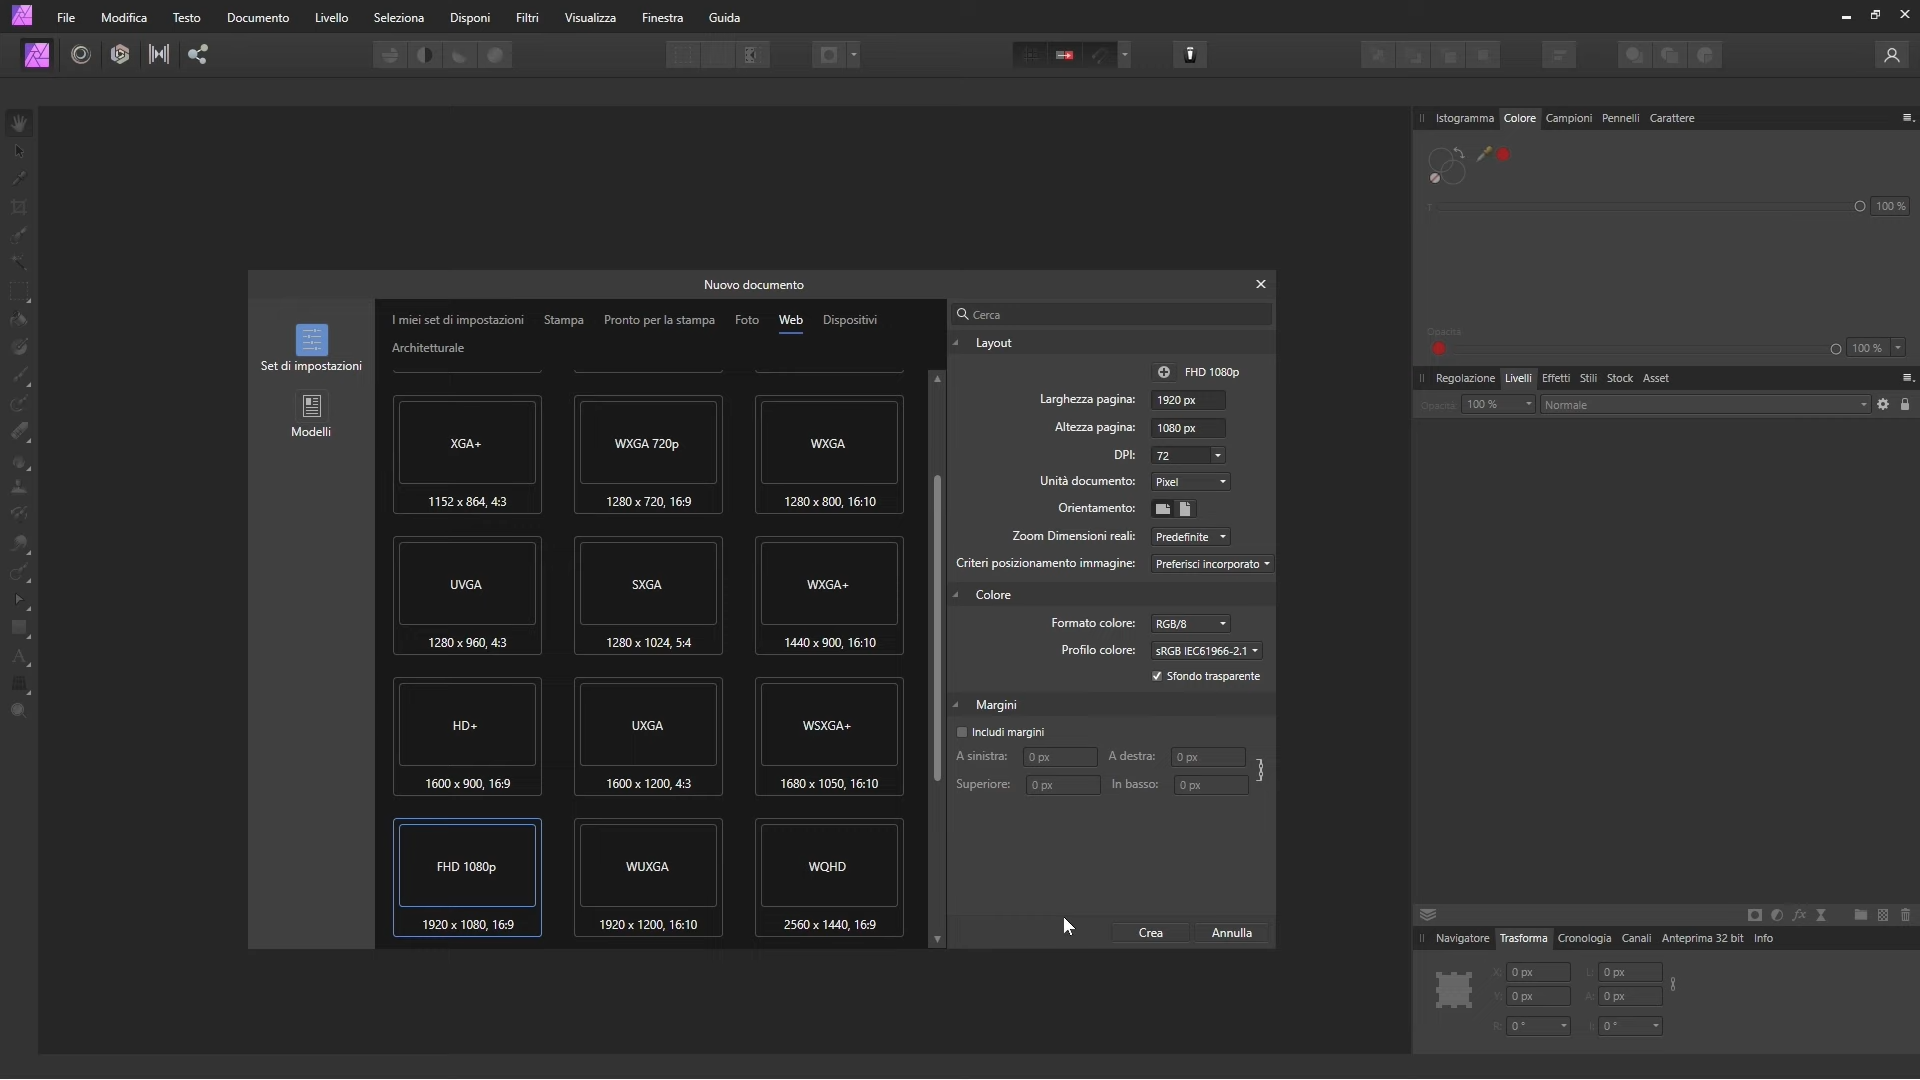 File Modifica Testo Documento Livello Seleziona Disponi Filtri Visualizza Finestra Guida
Istogramma Colore Campioni Pennelli Carattere
100 %
Opacità
100 %
Regolazione Livelli Effetti Stili Stock Asset
Opacità 100 % Normale
Nuovo documento
Set di impostazioni
Modelli
I miei set di impostazioni Stampa Pronto per la stampa Foto Web Dispositivi
Architetturale
XGA+
1152 x 864, 4:3
WXGA 720p
1280 x 720, 16:9
WXGA
1280 x 800, 16:10
UVGA
1280 x 960, 4:3
SXGA
1280 x 1024, 5:4
WXGA+
1440 x 900, 16:10
HD+
1600 x 900, 16:9
UXGA
1600 x 1200, 4:3
WSXGA+
1680 x 1050, 16:10
FHD 1080p
1920 x 1080, 16:9
WUXGA
1920 x 1200, 16:10
WQHD
2560 x 1440, 16:9
Cerca
Layout
FHD 1080p
Larghezza pagina: 1920 px
Altezza pagina: 1080 px
DPI: 72
Unità documento: Pixel
Orientamento:
Zoom Dimensioni reali: Predefinite
Criteri posizionamento immagine: Preferisci incorporato
Colore
Formato colore: RGB/8
Profilo colore: sRGB IEC61966-2.1
Sfondo trasparente
Margini
Includi margini
A sinistra: 0 px A destra: 0 px
Superiore: 0 px In basso: 0 px
Crea Annulla
Navigatore Trasforma Cronologia Canali Anteprima 32 bit Info
X: 0 px L: 0 px
Y: 0 px A: 0 px
R: 0 ° I: 0 °